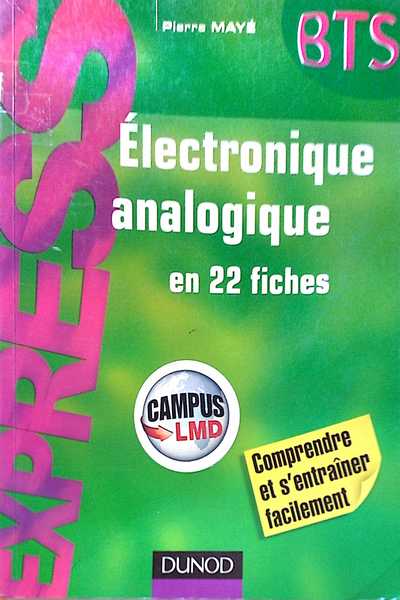 Pierre MAYÉ
BTS
EXPRESS
Électronique
analogique
en 22 fiches
CAMPUS
LMD
Comprendre
et s'entraîner
facilement
DUNOD